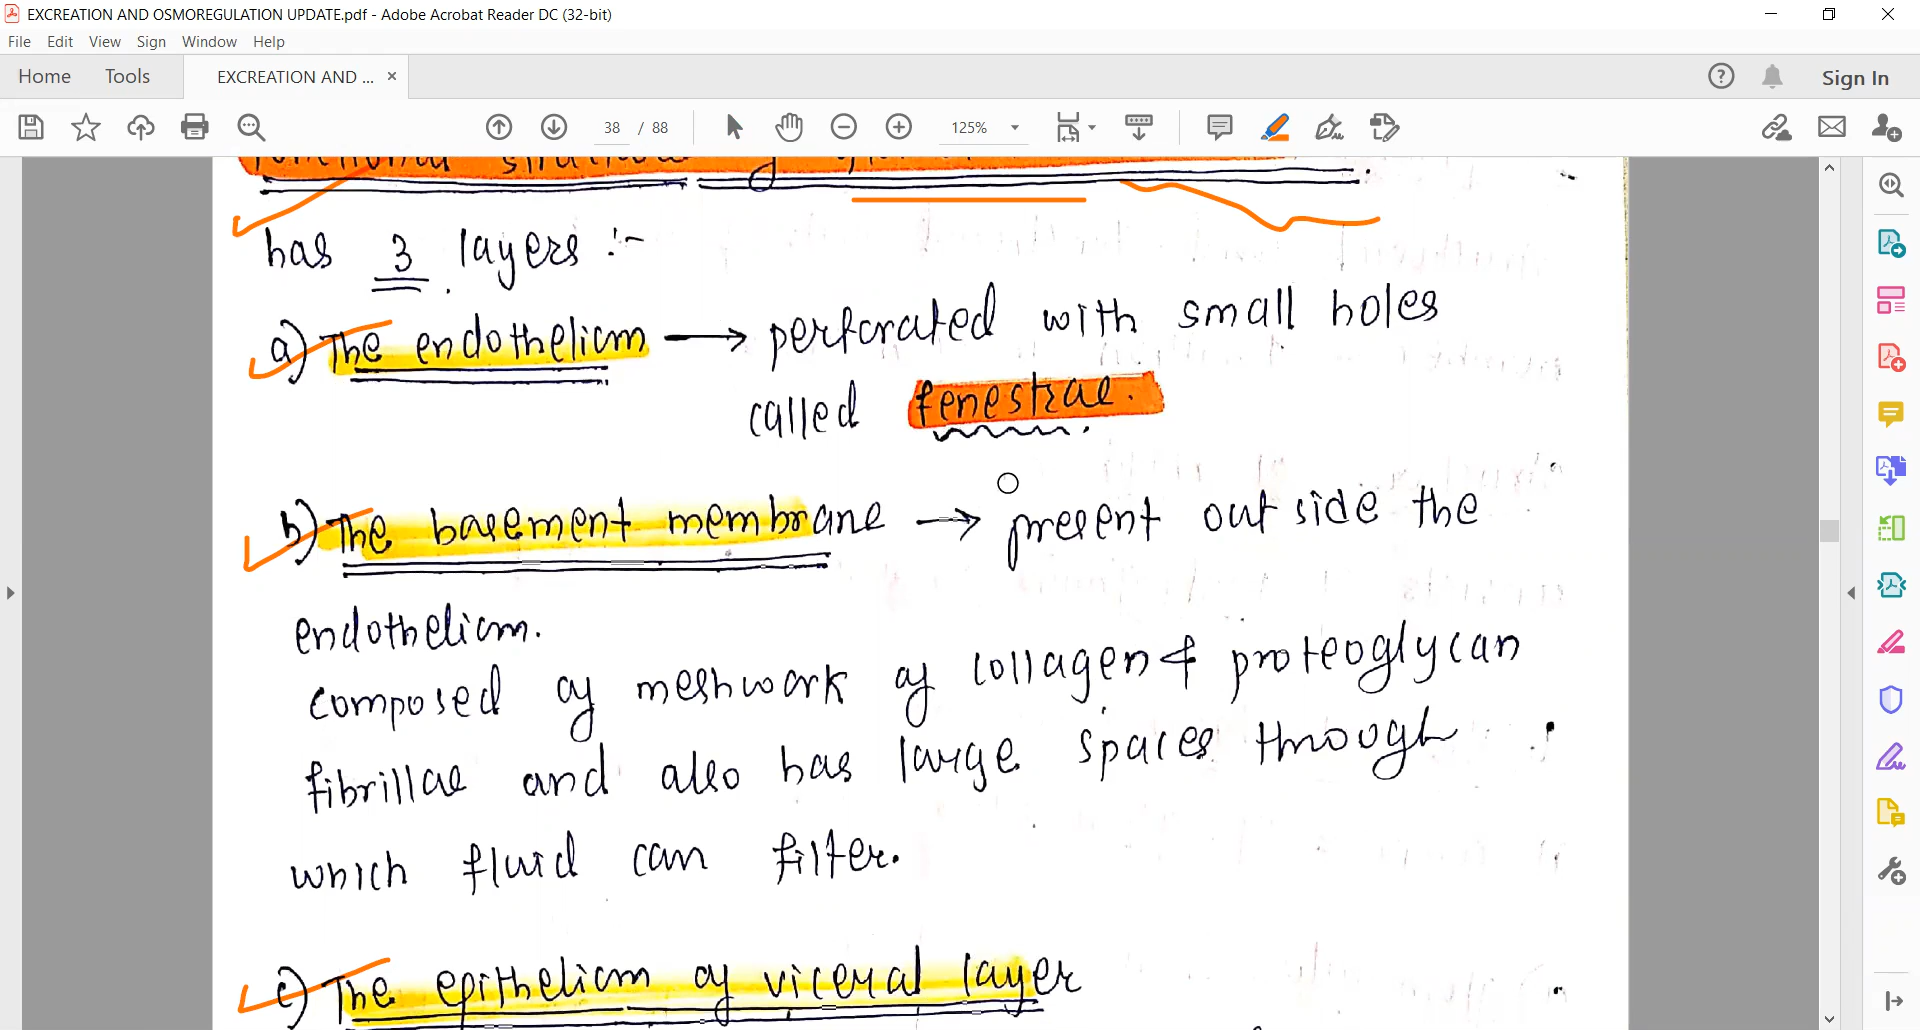 EXCREATION AND OSMOREGULATION UPDATE.pdf - Adobe Acrobat Reader DC (32-bit)
File Edit View Sign Window Help
Home Tools EXCREATION AND ... × Sign In
38 / 88 125%
has 3 layers :-
a) The endothelium → perforated with small holes
called fenestrae.
b) The basement membrane → present outside the
endothelium.
composed of meshwork of collagen & proteoglycan
fibrillae and also has large spaces through
which fluid can filter.
c) The epithelium of viceral layer